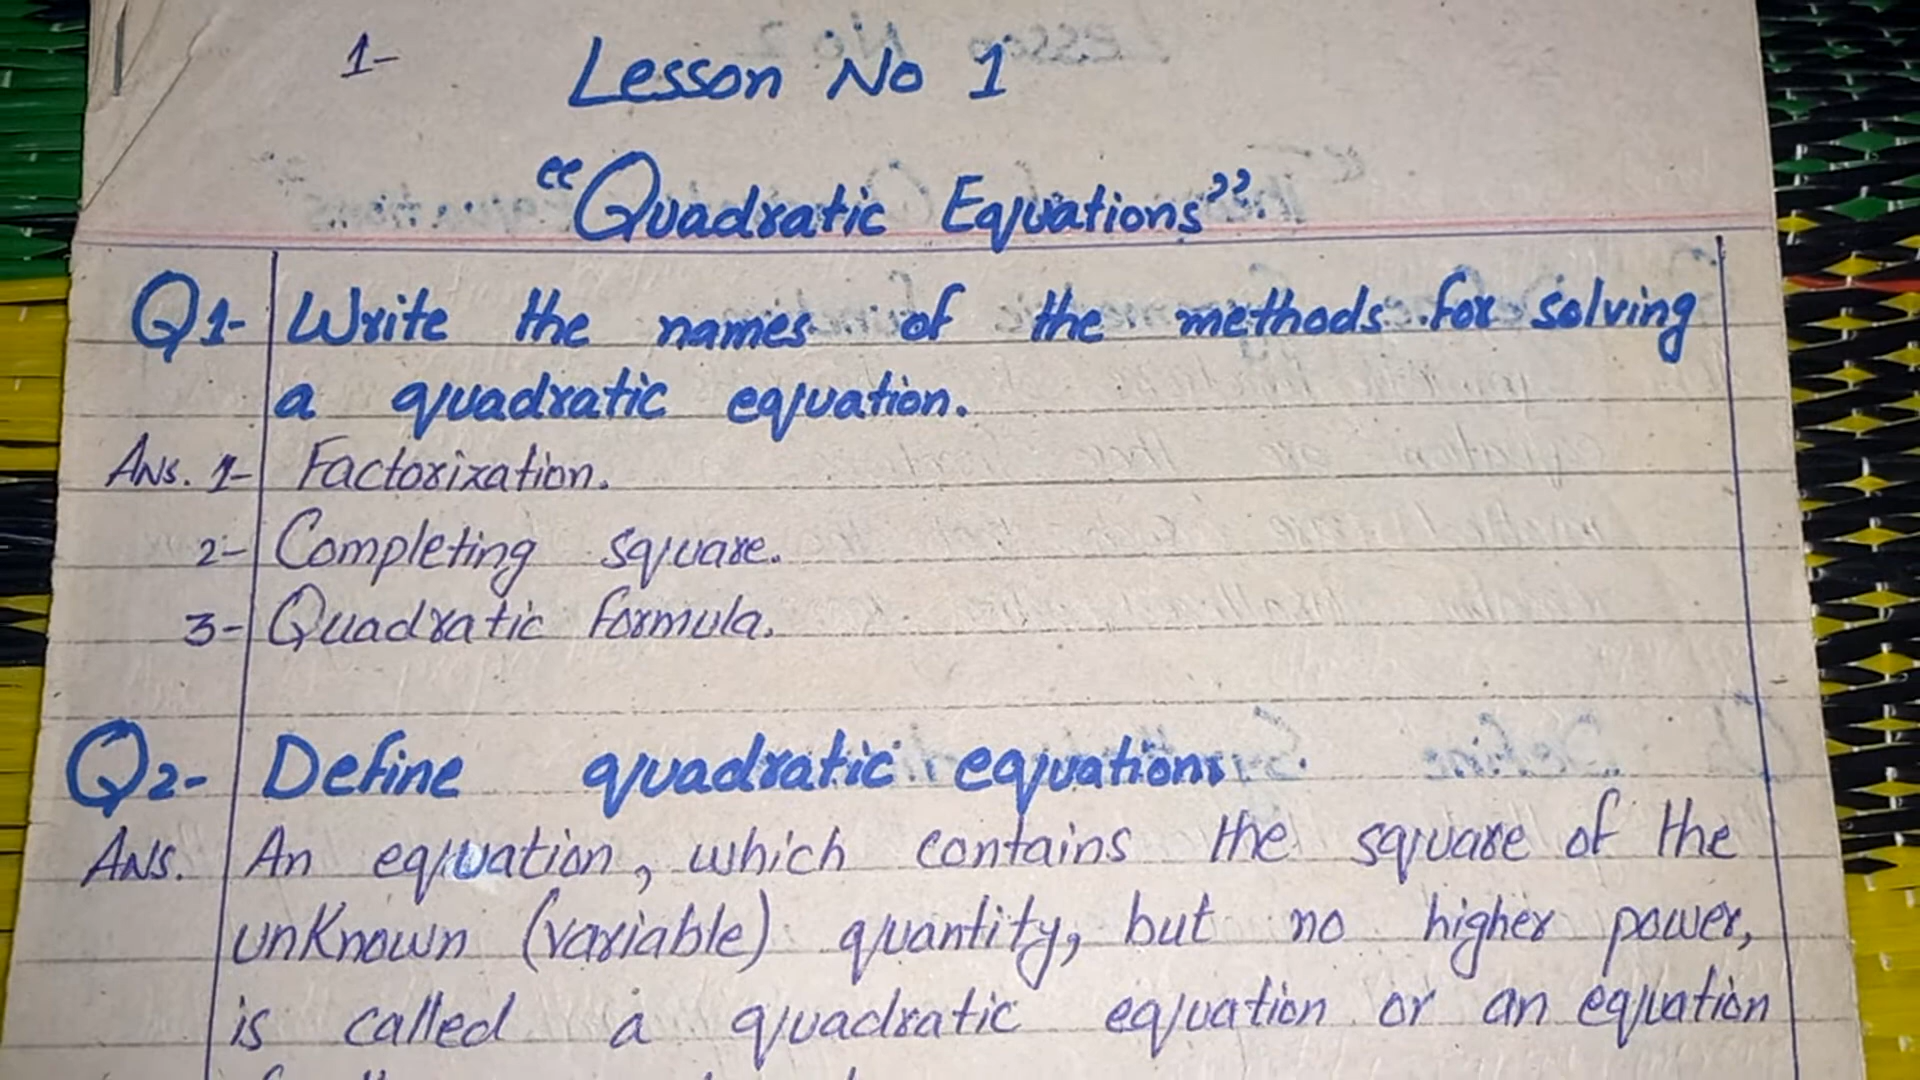 1-
Lesson No 1
"Quadratic Equations"
Q1- Write the names of the methods for solving
a quadratic equation.
Ans. 1- Factorization.
2- Completing square.
3- Quadratic formula.
Q2- Define quadratic equation.
Ans. An equation, which contains the square of the
unknown (variable) quantity, but no higher power,
is called a quadratic equation or an equation